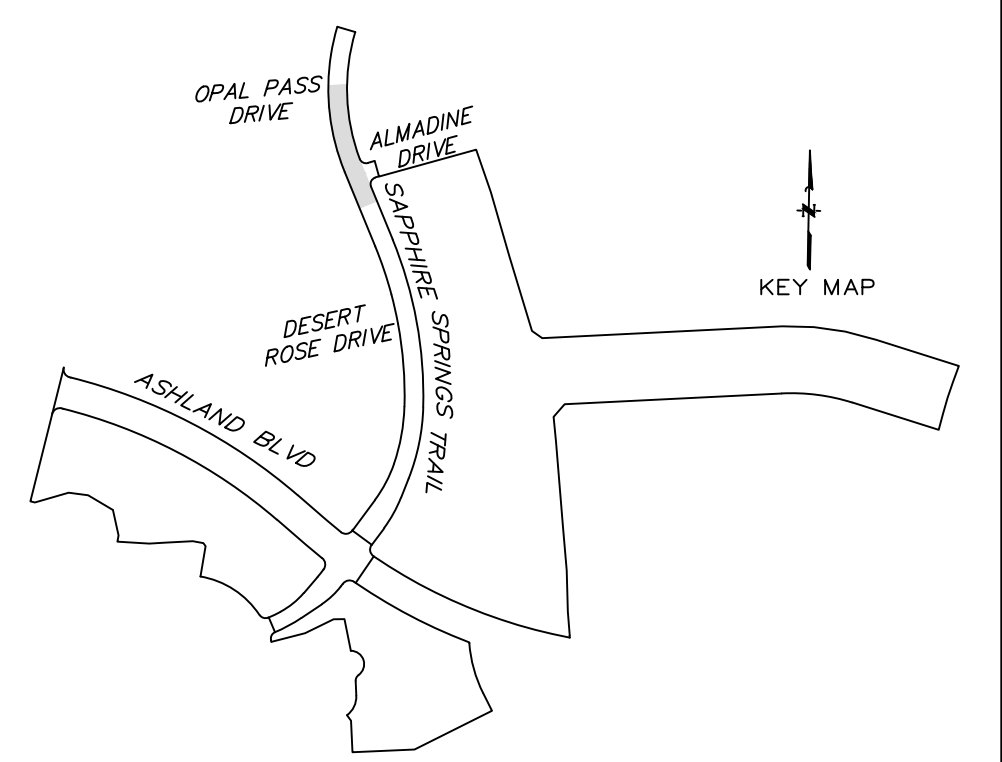 OPAL PASS
DRIVE
ALMADINE
DRIVE
SAPPHIRE SPRINGS TRAIL
N
KEY MAP
DESERT
ROSE DRIVE
ASHLAND BLVD